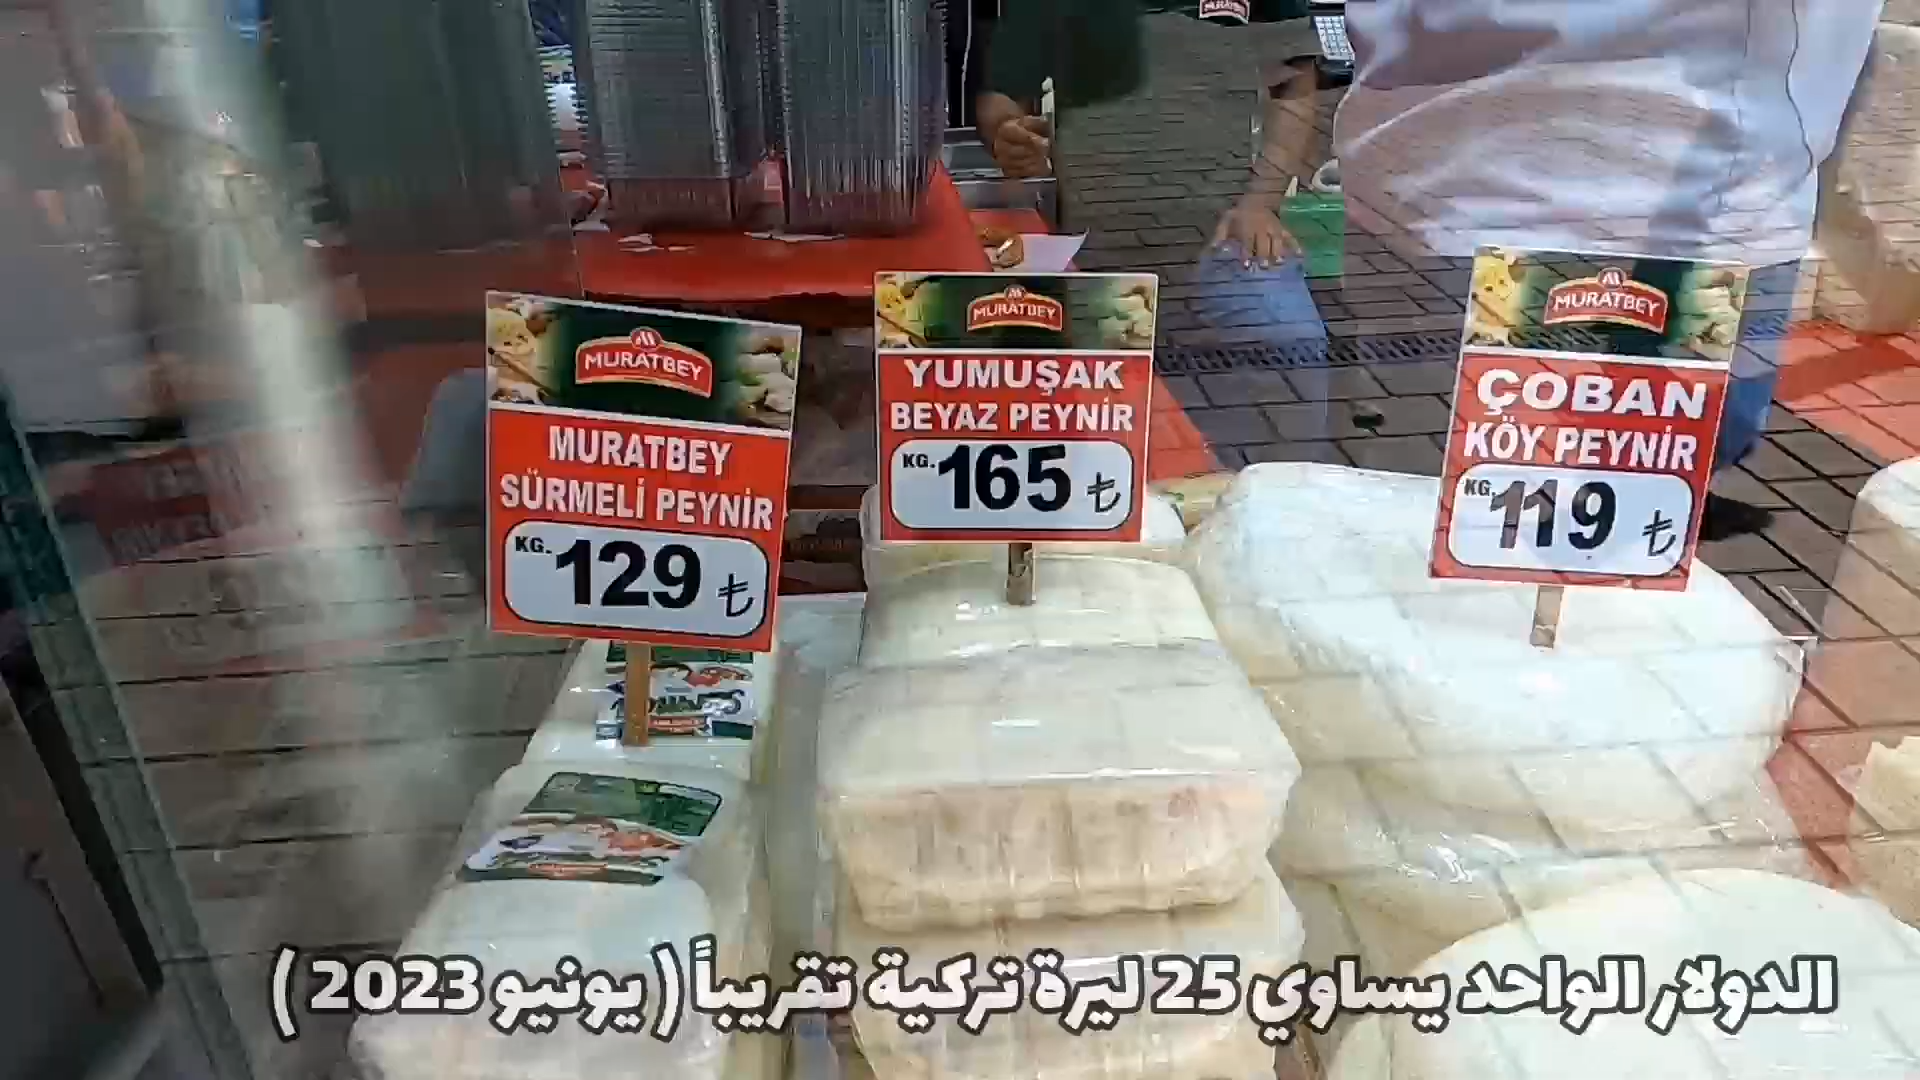 MURATBEY
MURATBEY
SÜRMELİ PEYNİR
KG. 129 ₺
MURATBEY
YUMUŞAK
BEYAZ PEYNİR
KG. 165 ₺
MURATBEY
ÇOBAN
KÖY PEYNİR
KG. 119 ₺
الدولار الواحد يساوي 25 ليرة تركية تقريباً ( يونيو 2023 )